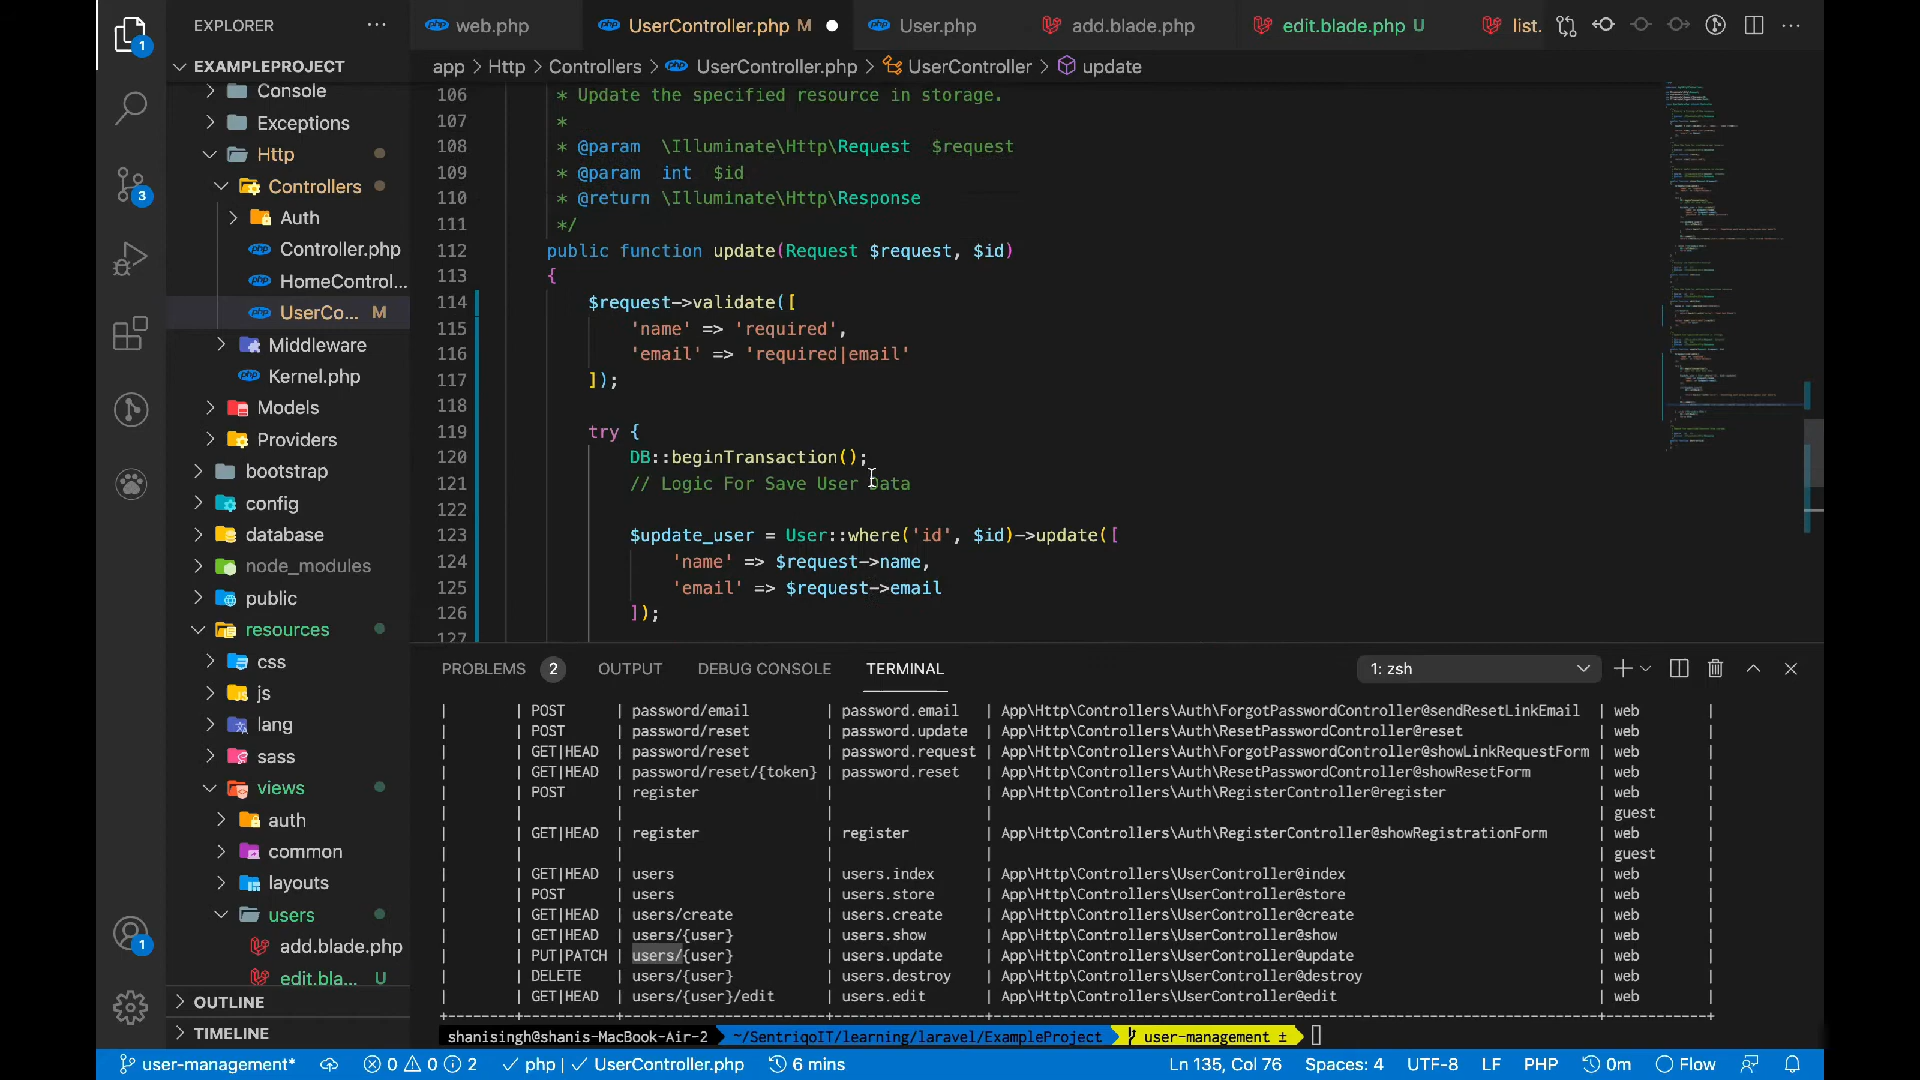 EXPLORER ···
EXAMPLEPROJECT
Console
Exceptions
Http
Controllers
Auth
Controller.php
HomeControl...
UserCo... M
Middleware
Kernel.php
Models
Providers
bootstrap
config
database
node_modules
public
resources
css
js
lang
sass
views
auth
common
layouts
users
add.blade.php
edit.bla... U
OUTLINE
TIMELINE
1
3
1
web.php UserController.php M User.php add.blade.php edit.blade.php U list.
app > Http > Controllers > UserController.php > UserController > update
106 * Update the specified resource in storage.
107 *
108 * @param \Illuminate\Http\Request $request
109 * @param int $id
110 * @return \Illuminate\Http\Response
111 */
112 public function update(Request $request, $id)
113 {
114 $request->validate([
115 'name' => 'required',
116 'email' => 'required|email'
117 ]);
118
119 try {
120 DB::beginTransaction();
121 // Logic For Save User Data
122
123 $update_user = User::where('id', $id)->update([
124 'name' => $request->name,
125 'email' => $request->email
126 ]);
127
PROBLEMS 2 OUTPUT DEBUG CONSOLE TERMINAL 1: zsh
| | POST | password/email | password.email | App\Http\Controllers\Auth\ForgotPasswordController@sendResetLinkEmail | web |
| | POST | password/reset | password.update | App\Http\Controllers\Auth\ResetPasswordController@reset | web |
| | GET|HEAD | password/reset | password.request | App\Http\Controllers\Auth\ForgotPasswordController@showLinkRequestForm | web |
| | GET|HEAD | password/reset/{token} | password.reset | App\Http\Controllers\Auth\ResetPasswordController@showResetForm | web |
| | POST | register | | App\Http\Controllers\Auth\RegisterController@register | web |
| | | | | | guest |
| | GET|HEAD | register | register | App\Http\Controllers\Auth\RegisterController@showRegistrationForm | web |
| | | | | | guest |
| | GET|HEAD | users | users.index | App\Http\Controllers\UserController@index | web |
| | POST | users | users.store | App\Http\Controllers\UserController@store | web |
| | GET|HEAD | users/create | users.create | App\Http\Controllers\UserController@create | web |
| | GET|HEAD | users/{user} | users.show | App\Http\Controllers\UserController@show | web |
| | PUT|PATCH | users/{user} | users.update | App\Http\Controllers\UserController@update | web |
| | DELETE | users/{user} | users.destroy | App\Http\Controllers\UserController@destroy | web |
| | GET|HEAD | users/{user}/edit | users.edit | App\Http\Controllers\UserController@edit | web |
shanisingh@shanis-MacBook-Air-2 ~/SentriqoIT/learning/laravel/ExampleProject user-management ±
user-management* 0 0 2 php UserController.php 6 mins Ln 135, Col 76 Spaces: 4 UTF-8 LF PHP 0m Flow